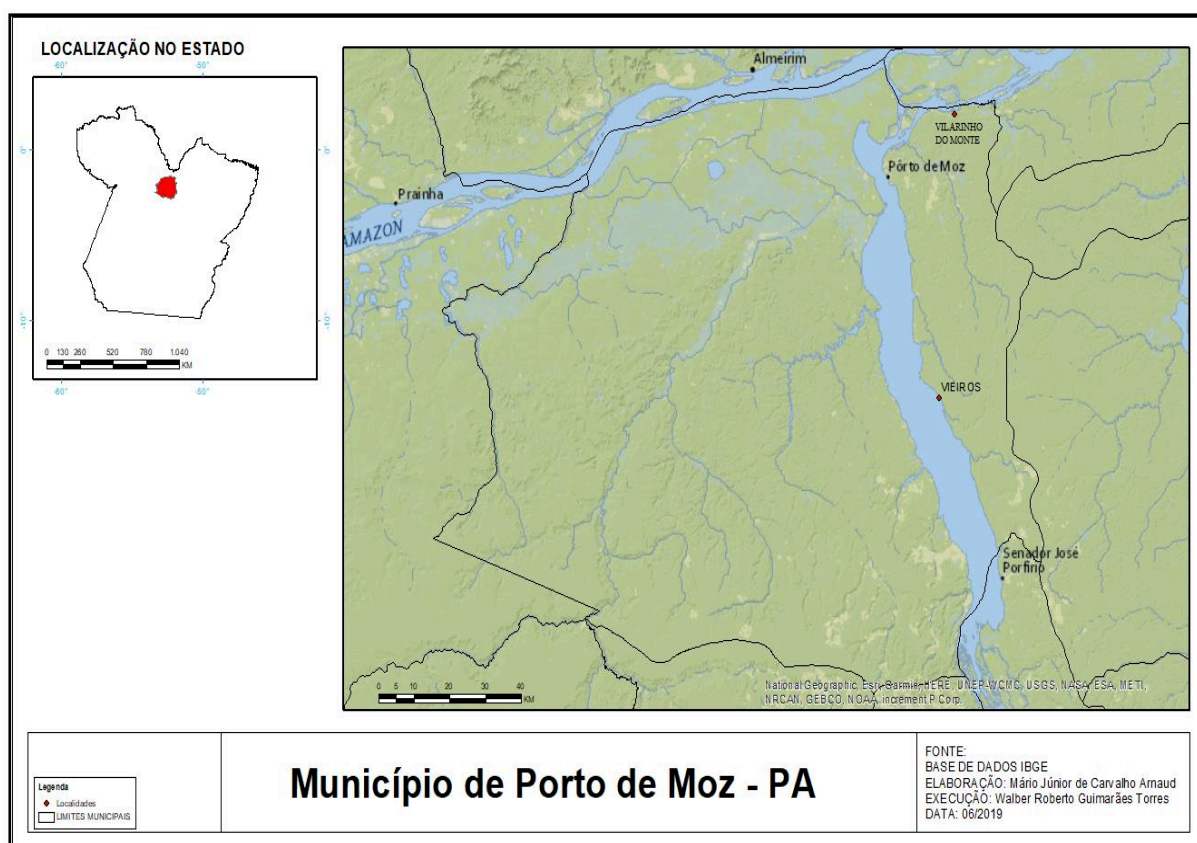 LOCALIZAÇÃO NO ESTADO
-60°
-50°
0°
0°
-10°
-10°
0 130 260 520 780 1.040
KM
-60°
-50°
Almeirim
VILARINHO
DO MONTE
Pôrto de Moz
Prainha
AMAZON
VIEIROS
Senador José
Porfírio
0 5 10 20 30 40
KM
National Geographic, Esri, Garmin, HERE, UNEP-WCMC, USGS, NASA, ESA, METI,
NRCAN, GEBCO, NOAA, increment P Corp.
Legenda
Localidades
LIMITES MUNICIPAIS
Município de Porto de Moz - PA
FONTE:
BASE DE DADOS IBGE
ELABORAÇÃO: Mário Júnior de Carvalho Arnaud
EXECUÇÃO: Walber Roberto Guimarães Torres
DATA: 06/2019